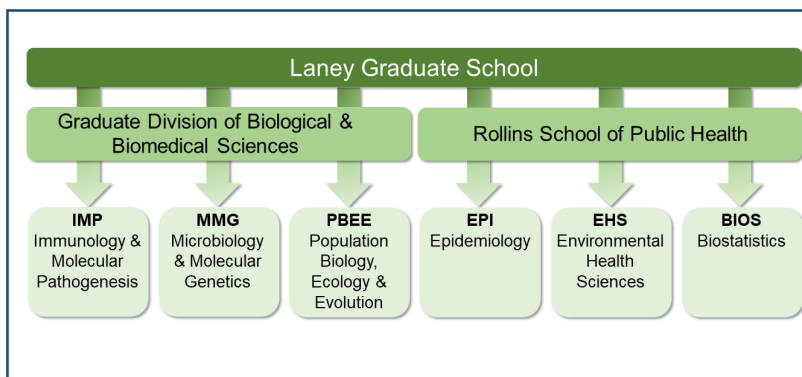 Laney Graduate School
Graduate Division of Biological &
Biomedical Sciences
Rollins School of Public Health
IMP
Immunology &
Molecular
Pathogenesis
MMG
Microbiology
& Molecular
Genetics
PBEE
Population
Biology,
Ecology &
Evolution
EPI
Epidemiology
EHS
Environmental
Health
Sciences
BIOS
Biostatistics